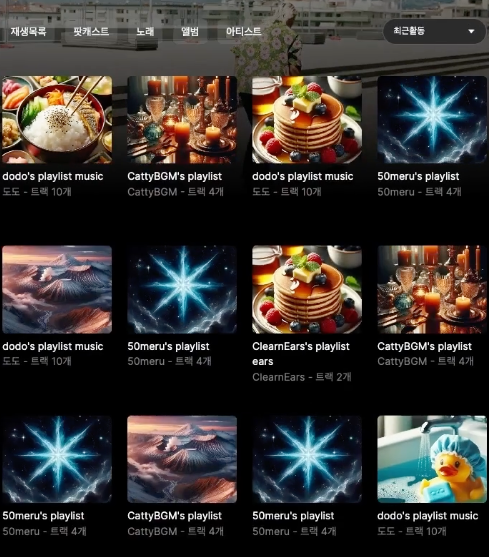 재생목록 팟캐스트 노래 앨범 아티스트 최근활동
dodo's playlist music CattyBGM's playlist dodo's playlist music 50meru's playlist
도도 - 트랙 10개 CattyBGM - 트랙 4개 도도 - 트랙 10개 50meru - 트랙 4개
dodo's playlist music 50meru's playlist ClearnEars's playlist CattyBGM's playlist
도도 - 트랙 10개 50meru - 트랙 4개 ears CattyBGM - 트랙 4개
ClearnEars - 트랙 2개
50meru's playlist CattyBGM's playlist 50meru's playlist dodo's playlist music
50meru - 트랙 4개 CattyBGM - 트랙 4개 50meru - 트랙 4개 도도 - 트랙 10개